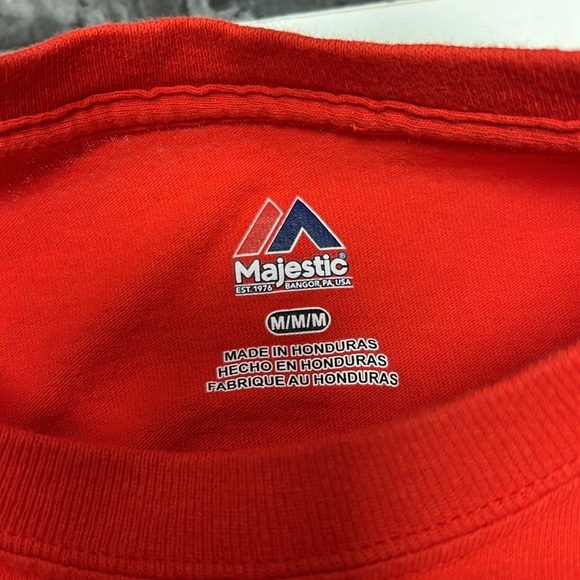 Majestic®
EST. 1976 BANGOR, PA, USA
M/M/M
MADE IN HONDURAS
HECHO EN HONDURAS
FABRIQUE AU HONDURAS